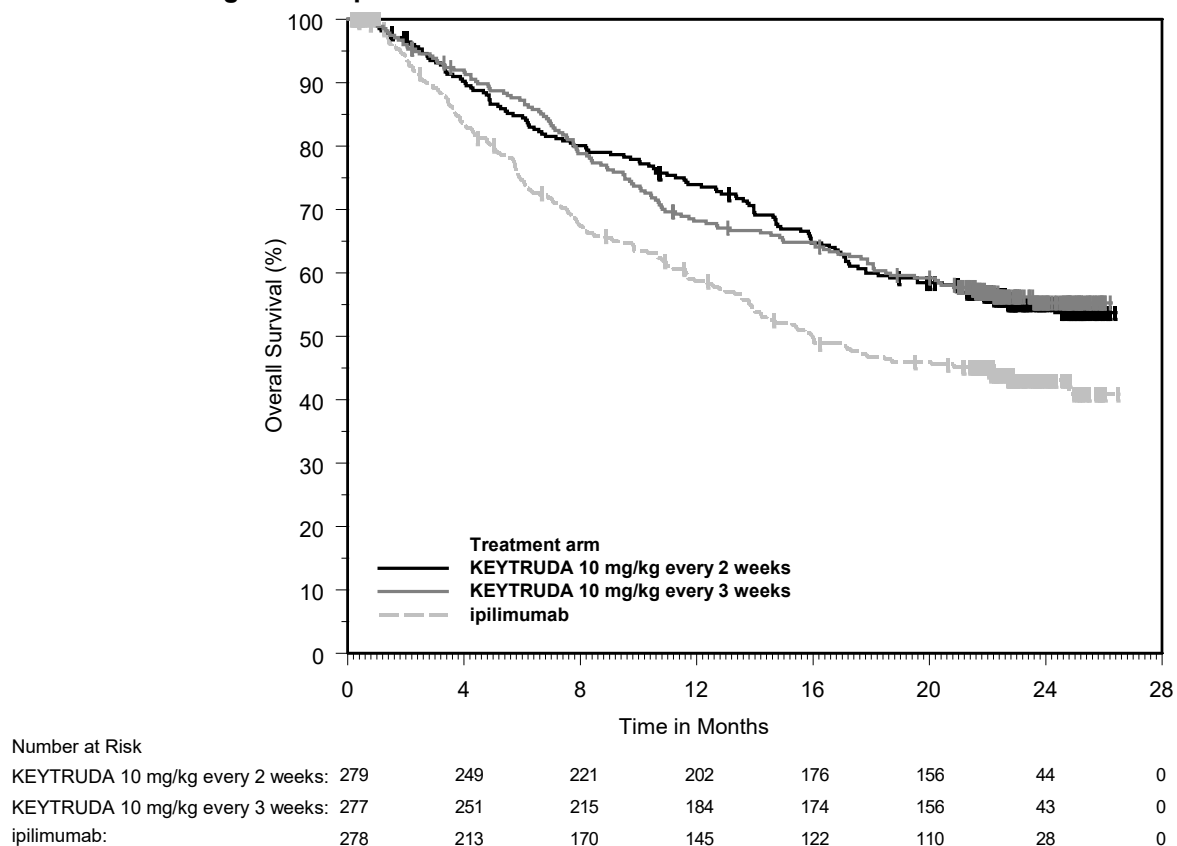 100
90
80
70
60
50
40
30
20
10
0
Overall Survival (%)
Treatment arm
KEYTRUDA 10 mg/kg every 2 weeks
KEYTRUDA 10 mg/kg every 3 weeks
ipilimumab
0 4 8 12 16 20 24 28
Time in Months
Number at Risk
KEYTRUDA 10 mg/kg every 2 weeks: 279 249 221 202 176 156 44 0
KEYTRUDA 10 mg/kg every 3 weeks: 277 251 215 184 174 156 43 0
ipilimumab: 278 213 170 145 122 110 28 0